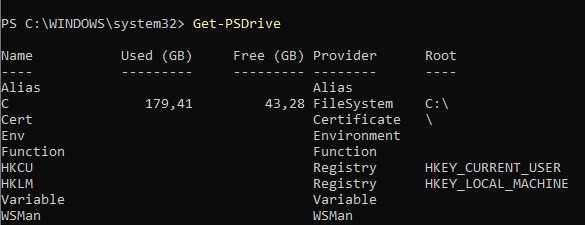 PS C:\WINDOWS\system32> Get-PSDrive
Name Used (GB) Free (GB) Provider Root
---- --------- --------- -------- ----
Alias Alias
C 179,41 43,28 FileSystem C:\
Cert Certificate \
Env Environment
Function Function
HKCU Registry HKEY_CURRENT_USER
HKLM Registry HKEY_LOCAL_MACHINE
Variable Variable
WSMan WSMan